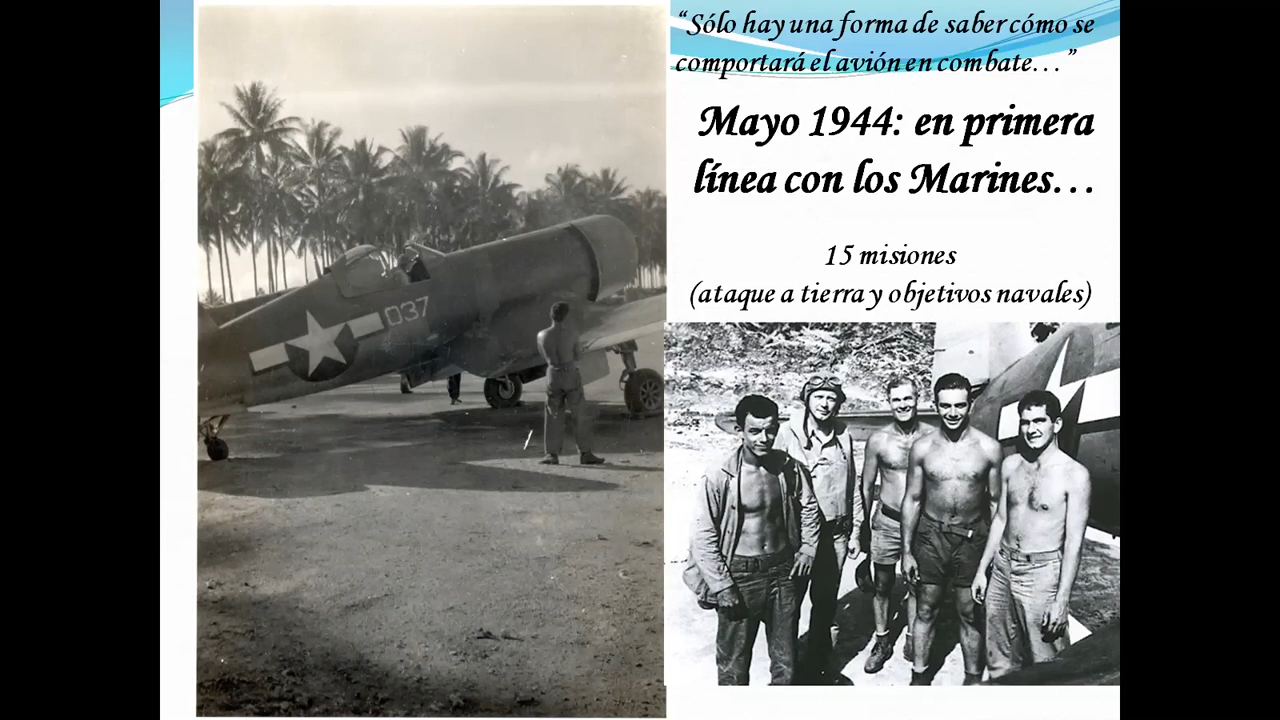 “Sólo hay una forma de saber cómo se
comportará el avión en combate…”
Mayo 1944: en primera
línea con los Marines…
15 misiones
(ataque a tierra y objetivos navales)
037